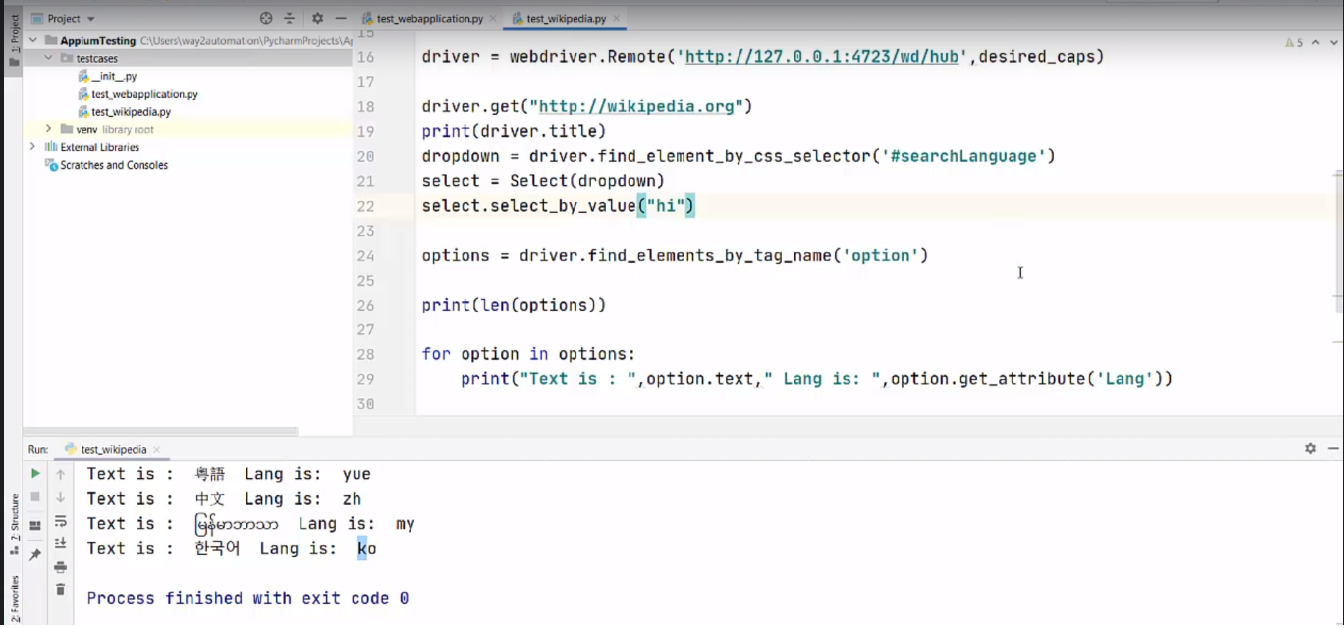 Project
test_webapplication.py
test_wikipedia.py
1: Project
AppiumTesting C:\Users\way2automation\PycharmProjects\Ap
testcases
__init__.py
test_webapplication.py
test_wikipedia.py
venv library root
External Libraries
Scratches and Consoles
5
15
16 driver = webdriver.Remote('http://127.0.0.1:4723/wd/hub',desired_caps)
17
18 driver.get("http://wikipedia.org")
19 print(driver.title)
20 dropdown = driver.find_element_by_css_selector('#searchLanguage')
21 select = Select(dropdown)
22 select.select_by_value("hi")
23
24 options = driver.find_elements_by_tag_name('option')
25
26 print(len(options))
27
28 for option in options:
29 print("Text is : ",option.text," Lang is: ",option.get_attribute('Lang'))
30
Run: test_wikipedia
Text is : 粵語 Lang is: yue
Text is : 中文 Lang is: zh
Text is : မြန်မာဘာသာ Lang is: my
Text is : 한국어 Lang is: ko
Process finished with exit code 0
7: Structure
2: Favorites